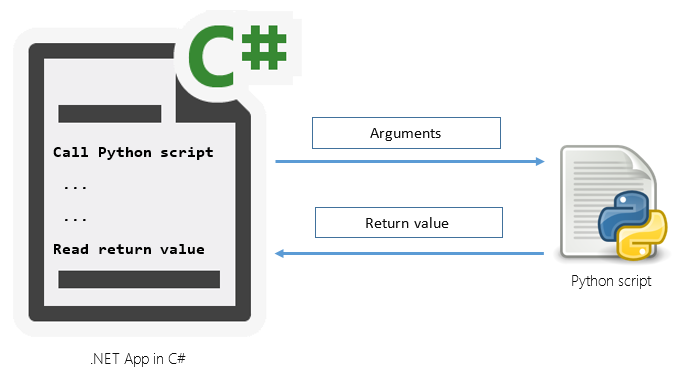 C#
Call Python script
...
...
Read return value
Arguments
Return value
Python script
.NET App in C#